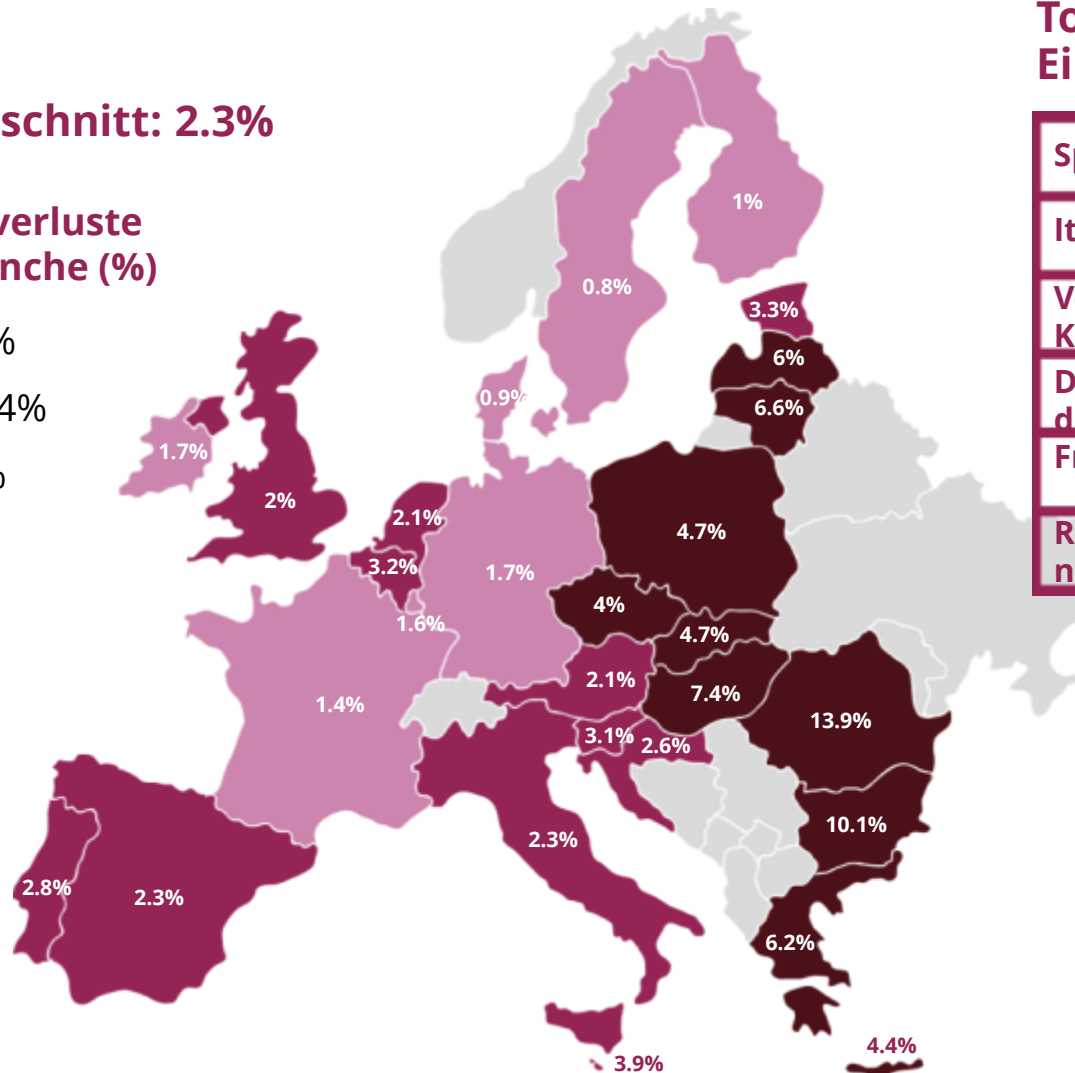 schnitt: 2.3%
verluste
nche (%)
%
4%
To
Ei
Sp
It
V
K
D
d
Fr
R
n
1%
0.8%
3.3%
6%
6.6%
0.9%
1.7%
2%
2.1%
3.2%
1.6%
1.7%
4.7%
4%
4.7%
2.1%
7.4%
13.9%
1.4%
3.1%
2.6%
10.1%
2.3%
2.8%
2.3%
6.2%
4.4%
3.9%